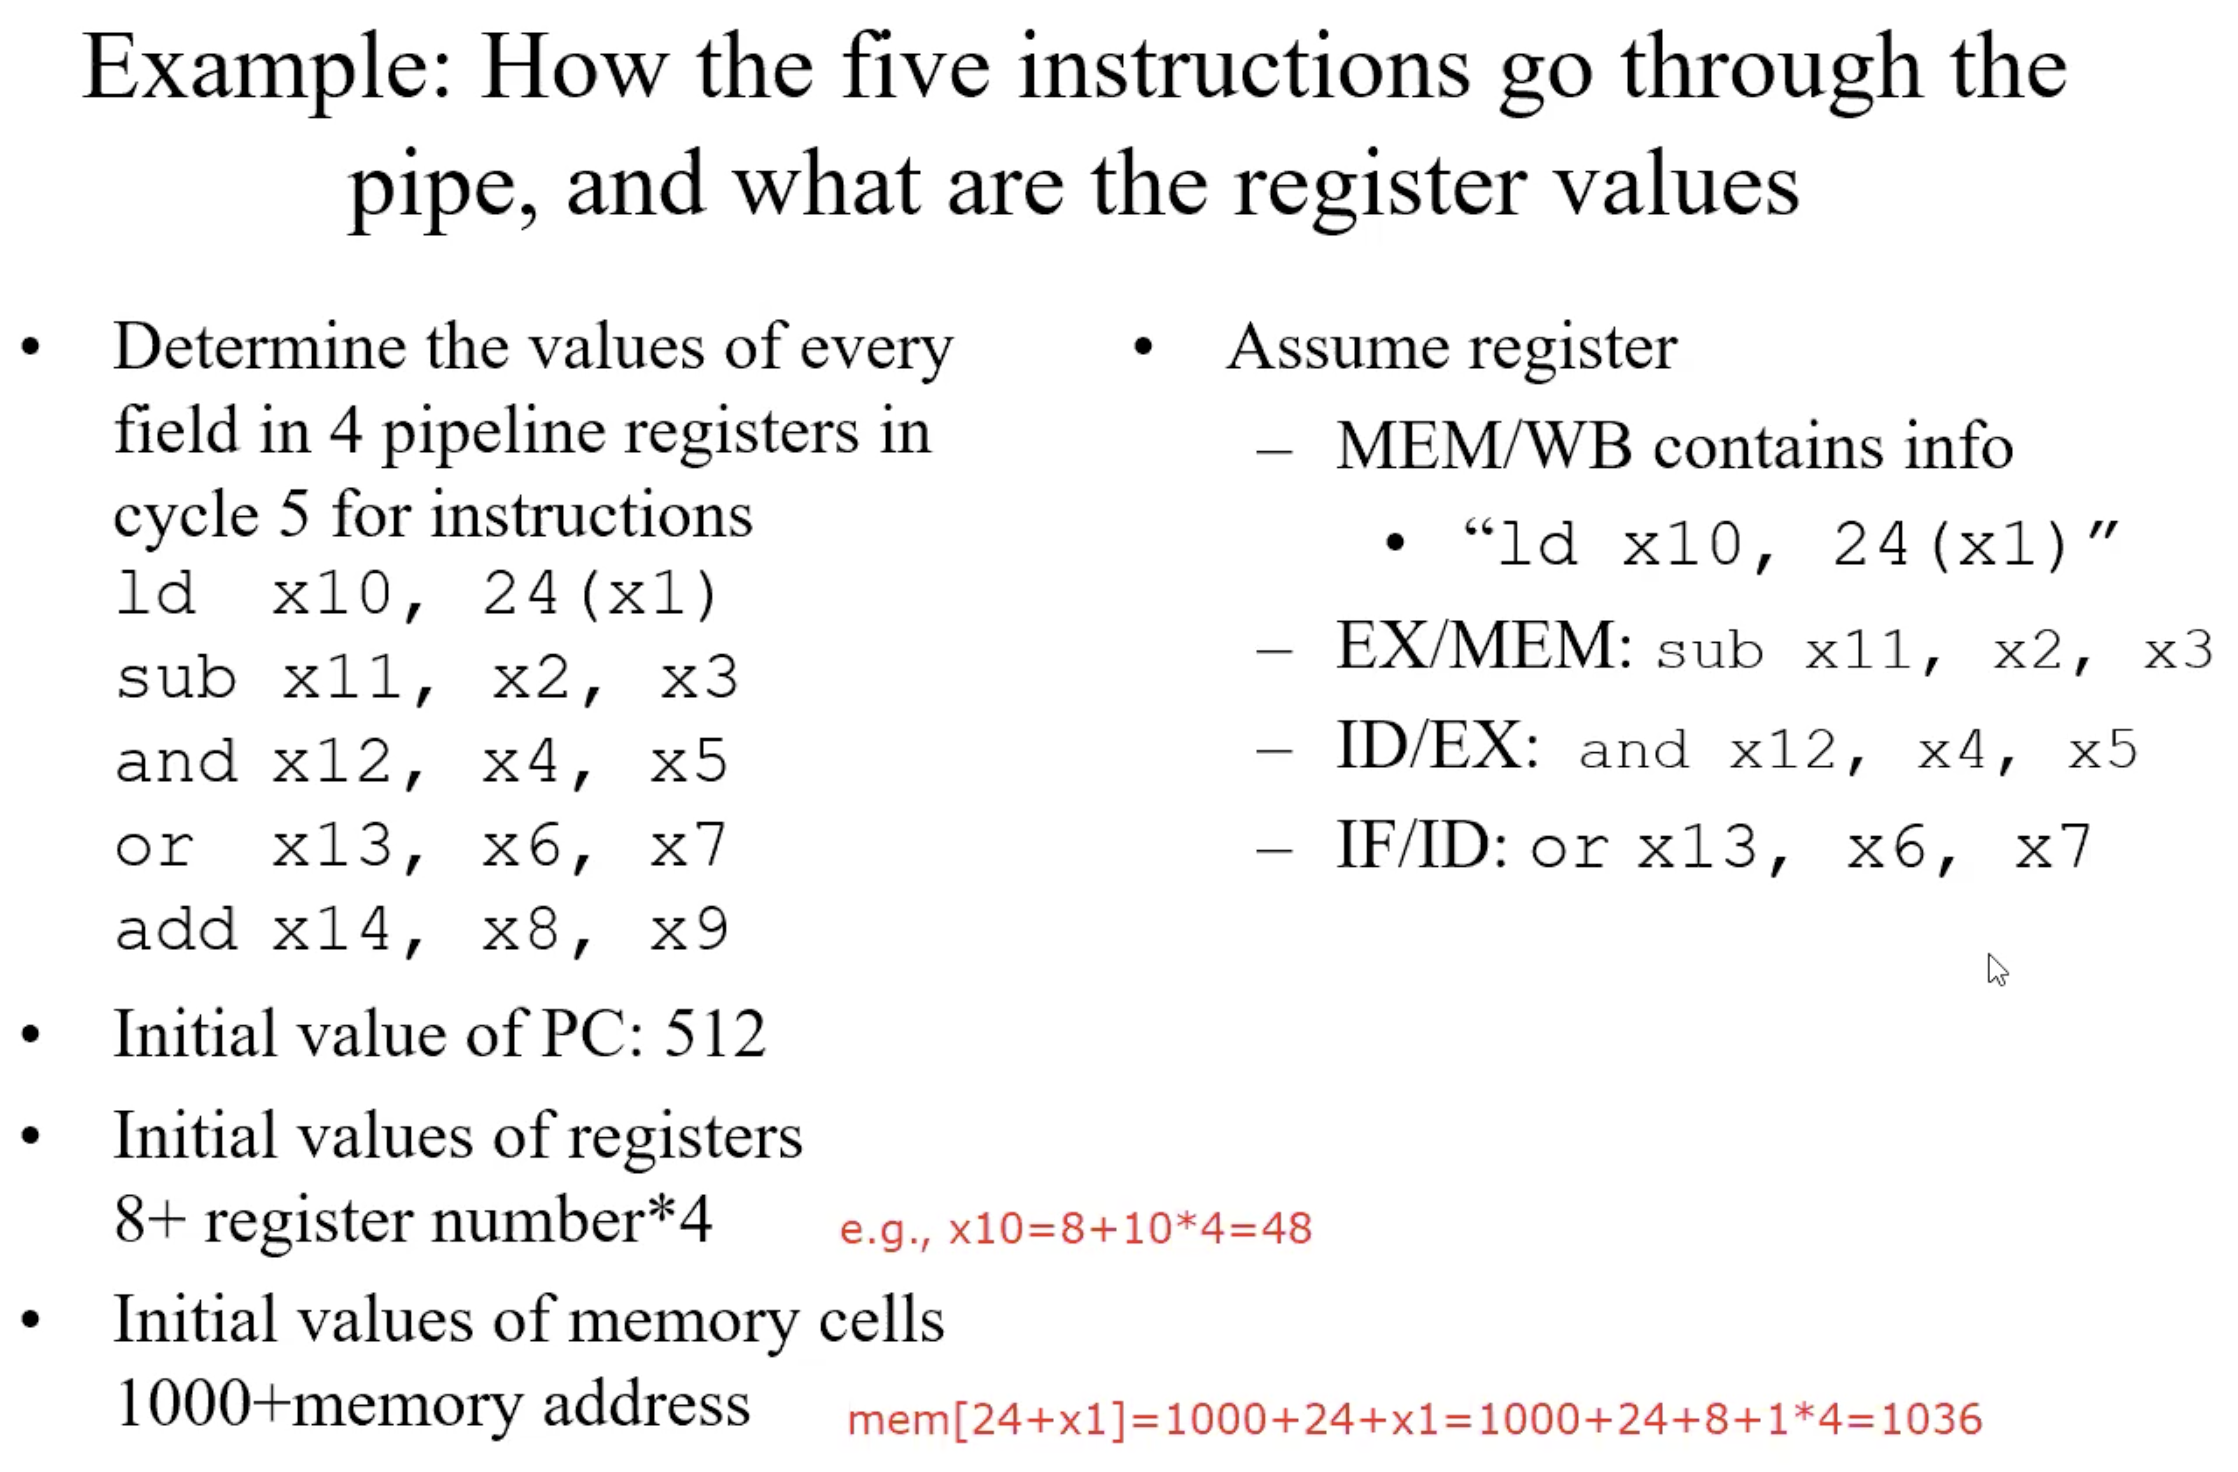 Example: How the five instructions go through the
pipe, and what are the register values
• Determine the values of every
field in 4 pipeline registers in
cycle 5 for instructions
ld x10, 24(x1)
sub x11, x2, x3
and x12, x4, x5
or x13, x6, x7
add x14, x8, x9
• Initial value of PC: 512
• Initial values of registers
8+ register number*4
e.g., x10=8+10*4=48
• Initial values of memory cells
1000+memory address
mem[24+x1]=1000+24+x1=1000+24+8+1*4=1036
• Assume register
– MEM/WB contains info
• “ld x10, 24(x1)”
– EX/MEM: sub x11, x2, x3
– ID/EX: and x12, x4, x5
– IF/ID: or x13, x6, x7